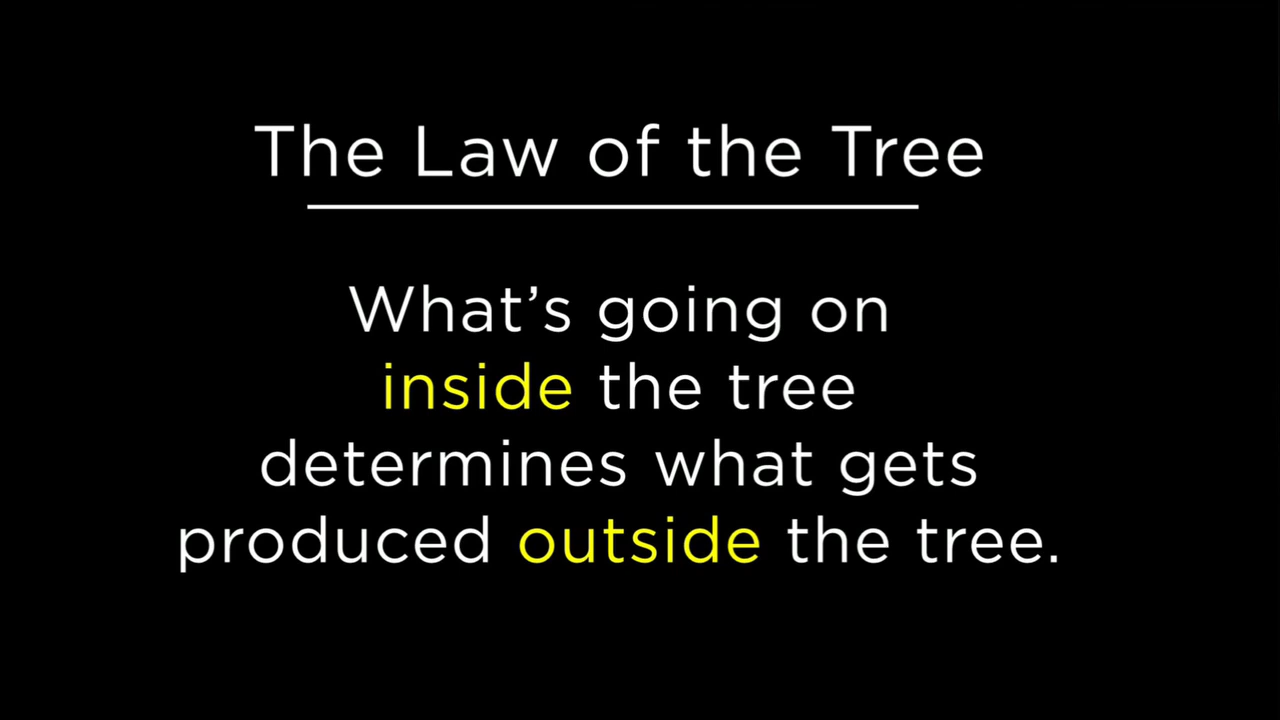 The Law of the Tree
What’s going on
inside the tree
determines what gets
produced outside the tree.